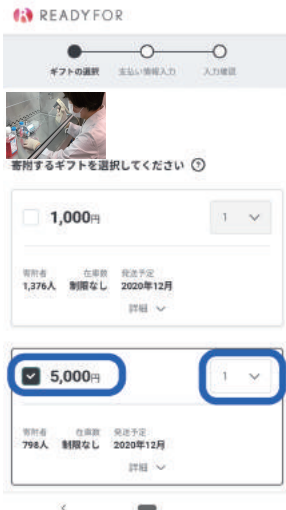 READYFOR
ギフトの選択 支払い情報入力 入力確認
寄附するギフトを選択してください ?
1,000円 1
寄附者 在庫数 発送予定
1,376人 制限なし 2020年12月
詳細
5,000円 1
寄附者 在庫数 発送予定
798人 制限なし 2020年12月
詳細